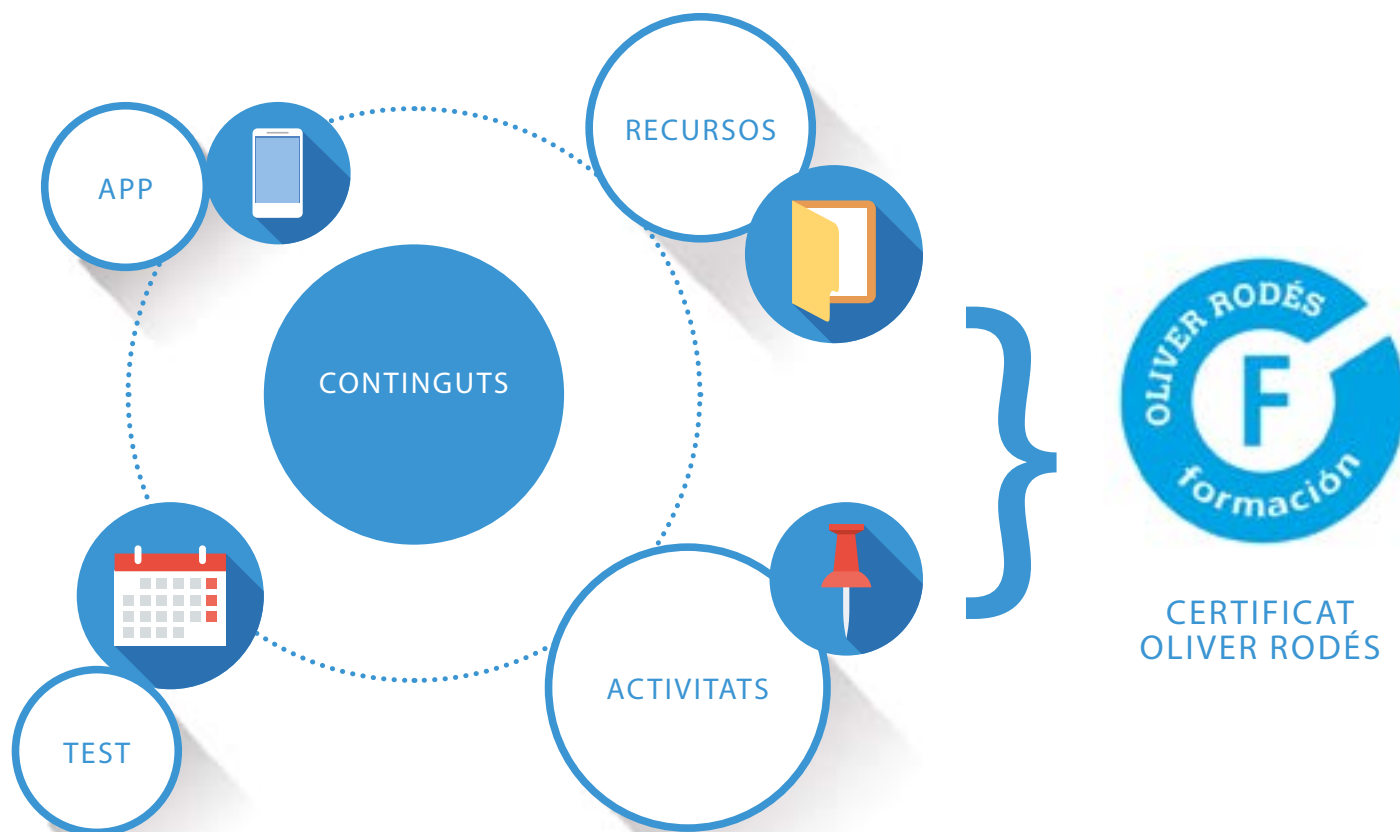 APP
RECURSOS
CONTINGUTS
TEST
ACTIVITATS
OLIVER RODÉS
F
formación
CERTIFICAT
OLIVER RODÉS